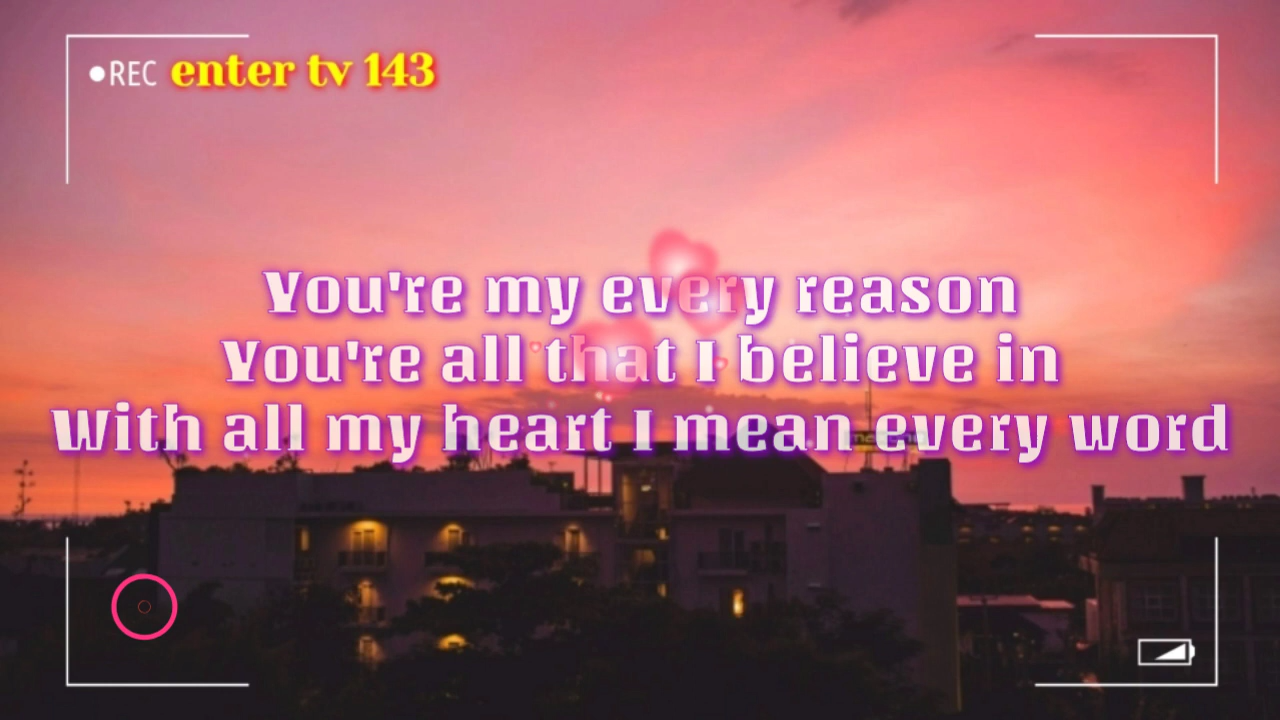 REC enter tv 143
You're my every reason
You're all that I believe in
With all my heart I mean every word